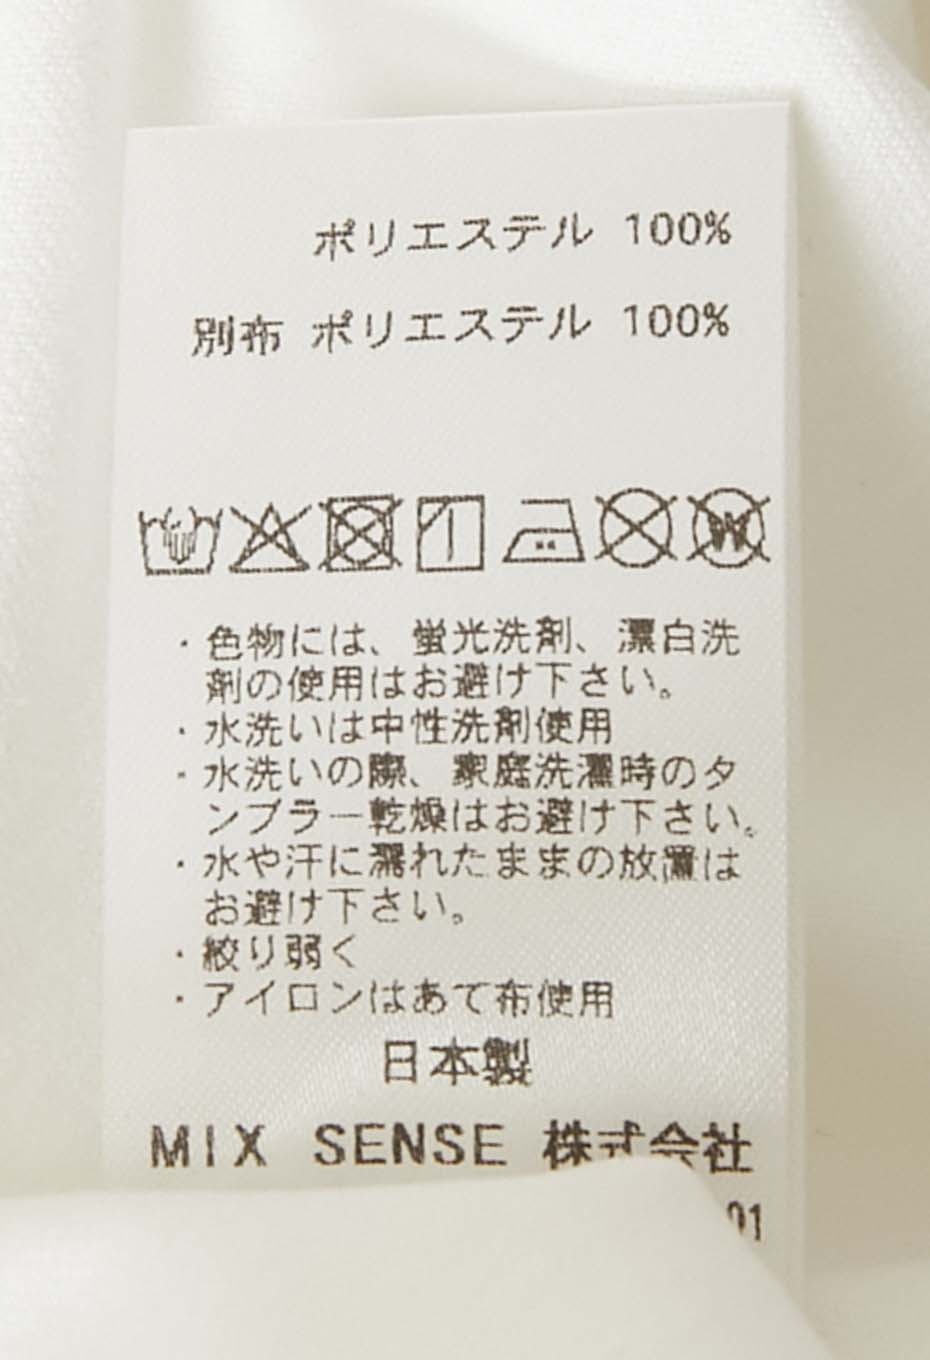 ポリエステル 100%
別布 ポリエステル 100%
・色物には、蛍光洗剤、漂白洗
剤の使用はお避け下さい。
・水洗いは中性洗剤使用
・水洗いの際、家庭洗濯時のタ
ンブラー乾燥はお避け下さい。
・水や汗に濡れたままの放置は
お避け下さい。
・絞り弱く
・アイロンはあて布使用
日本製
MIX SENSE 株式会社
01